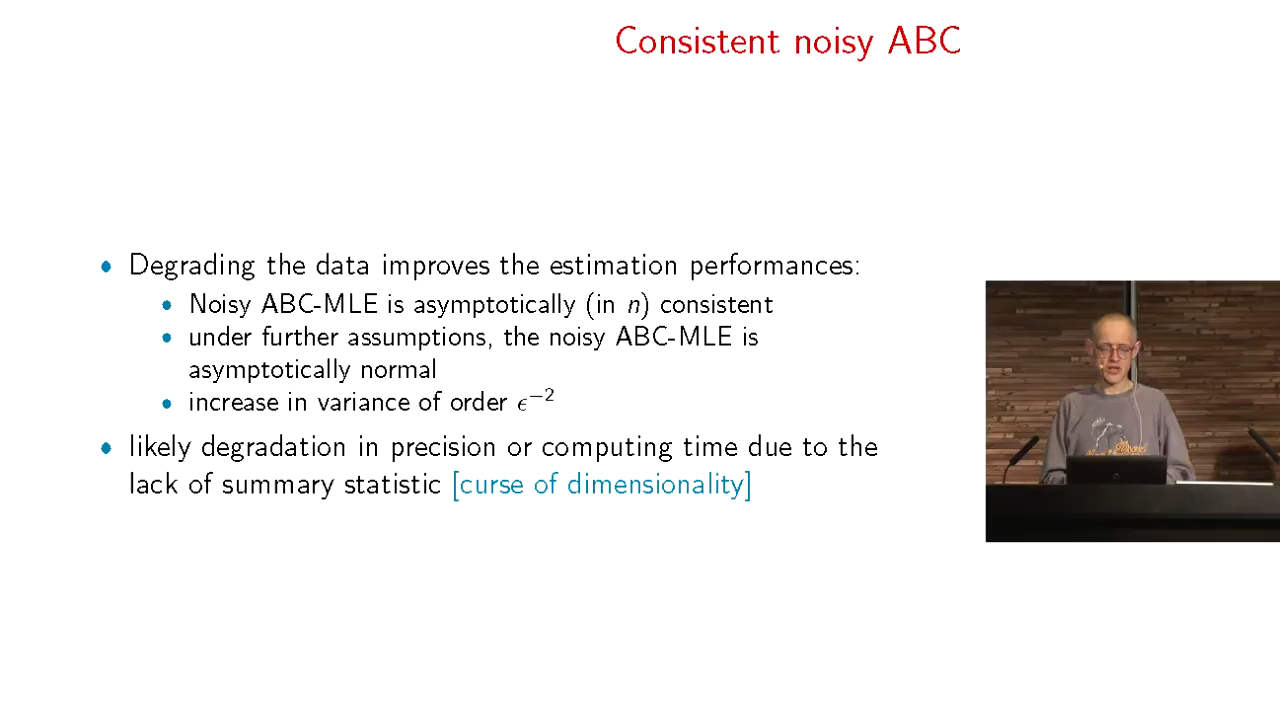 Consistent noisy ABC
• Degrading the data improves the estimation performances:
• Noisy ABC-MLE is asymptotically (in n) consistent
• under further assumptions, the noisy ABC-MLE is
asymptotically normal
• increase in variance of order ϵ⁻²
• likely degradation in precision or computing time due to the
lack of summary statistic [curse of dimensionality]